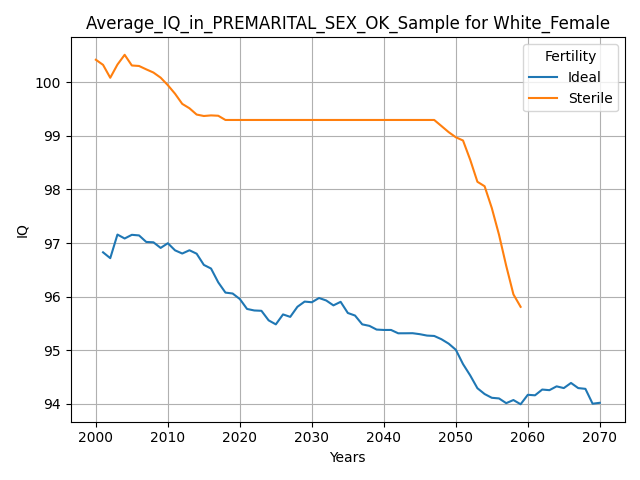 Average_IQ_in_PREMARITAL_SEX_OK_Sample for White_Female
Fertility
Ideal
Sterile
100
99
98
97
96
95
94
IQ
2000 2010 2020 2030 2040 2050 2060 2070
Years